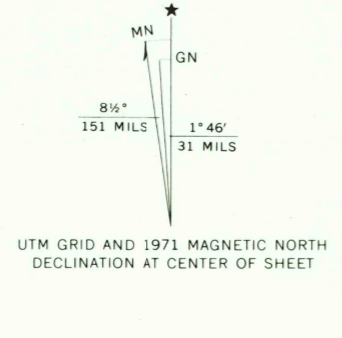 ★
MN
GN
8½°
151 MILS
1°46′
31 MILS
UTM GRID AND 1971 MAGNETIC NORTH
DECLINATION AT CENTER OF SHEET